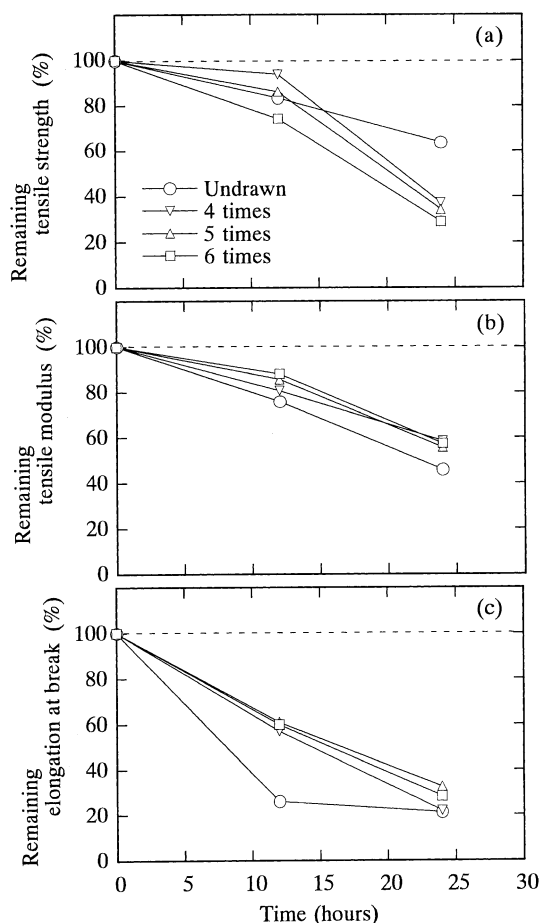 (a)
100
80
60
40
20
0
Remaining
tensile strength (%)
Undrawn
4 times
5 times
6 times
(b)
100
80
60
40
20
0
Remaining
tensile modulus (%)
(c)
100
80
60
40
20
0
Remaining
elongation at break (%)
0 5 10 15 20 25 30
Time (hours)